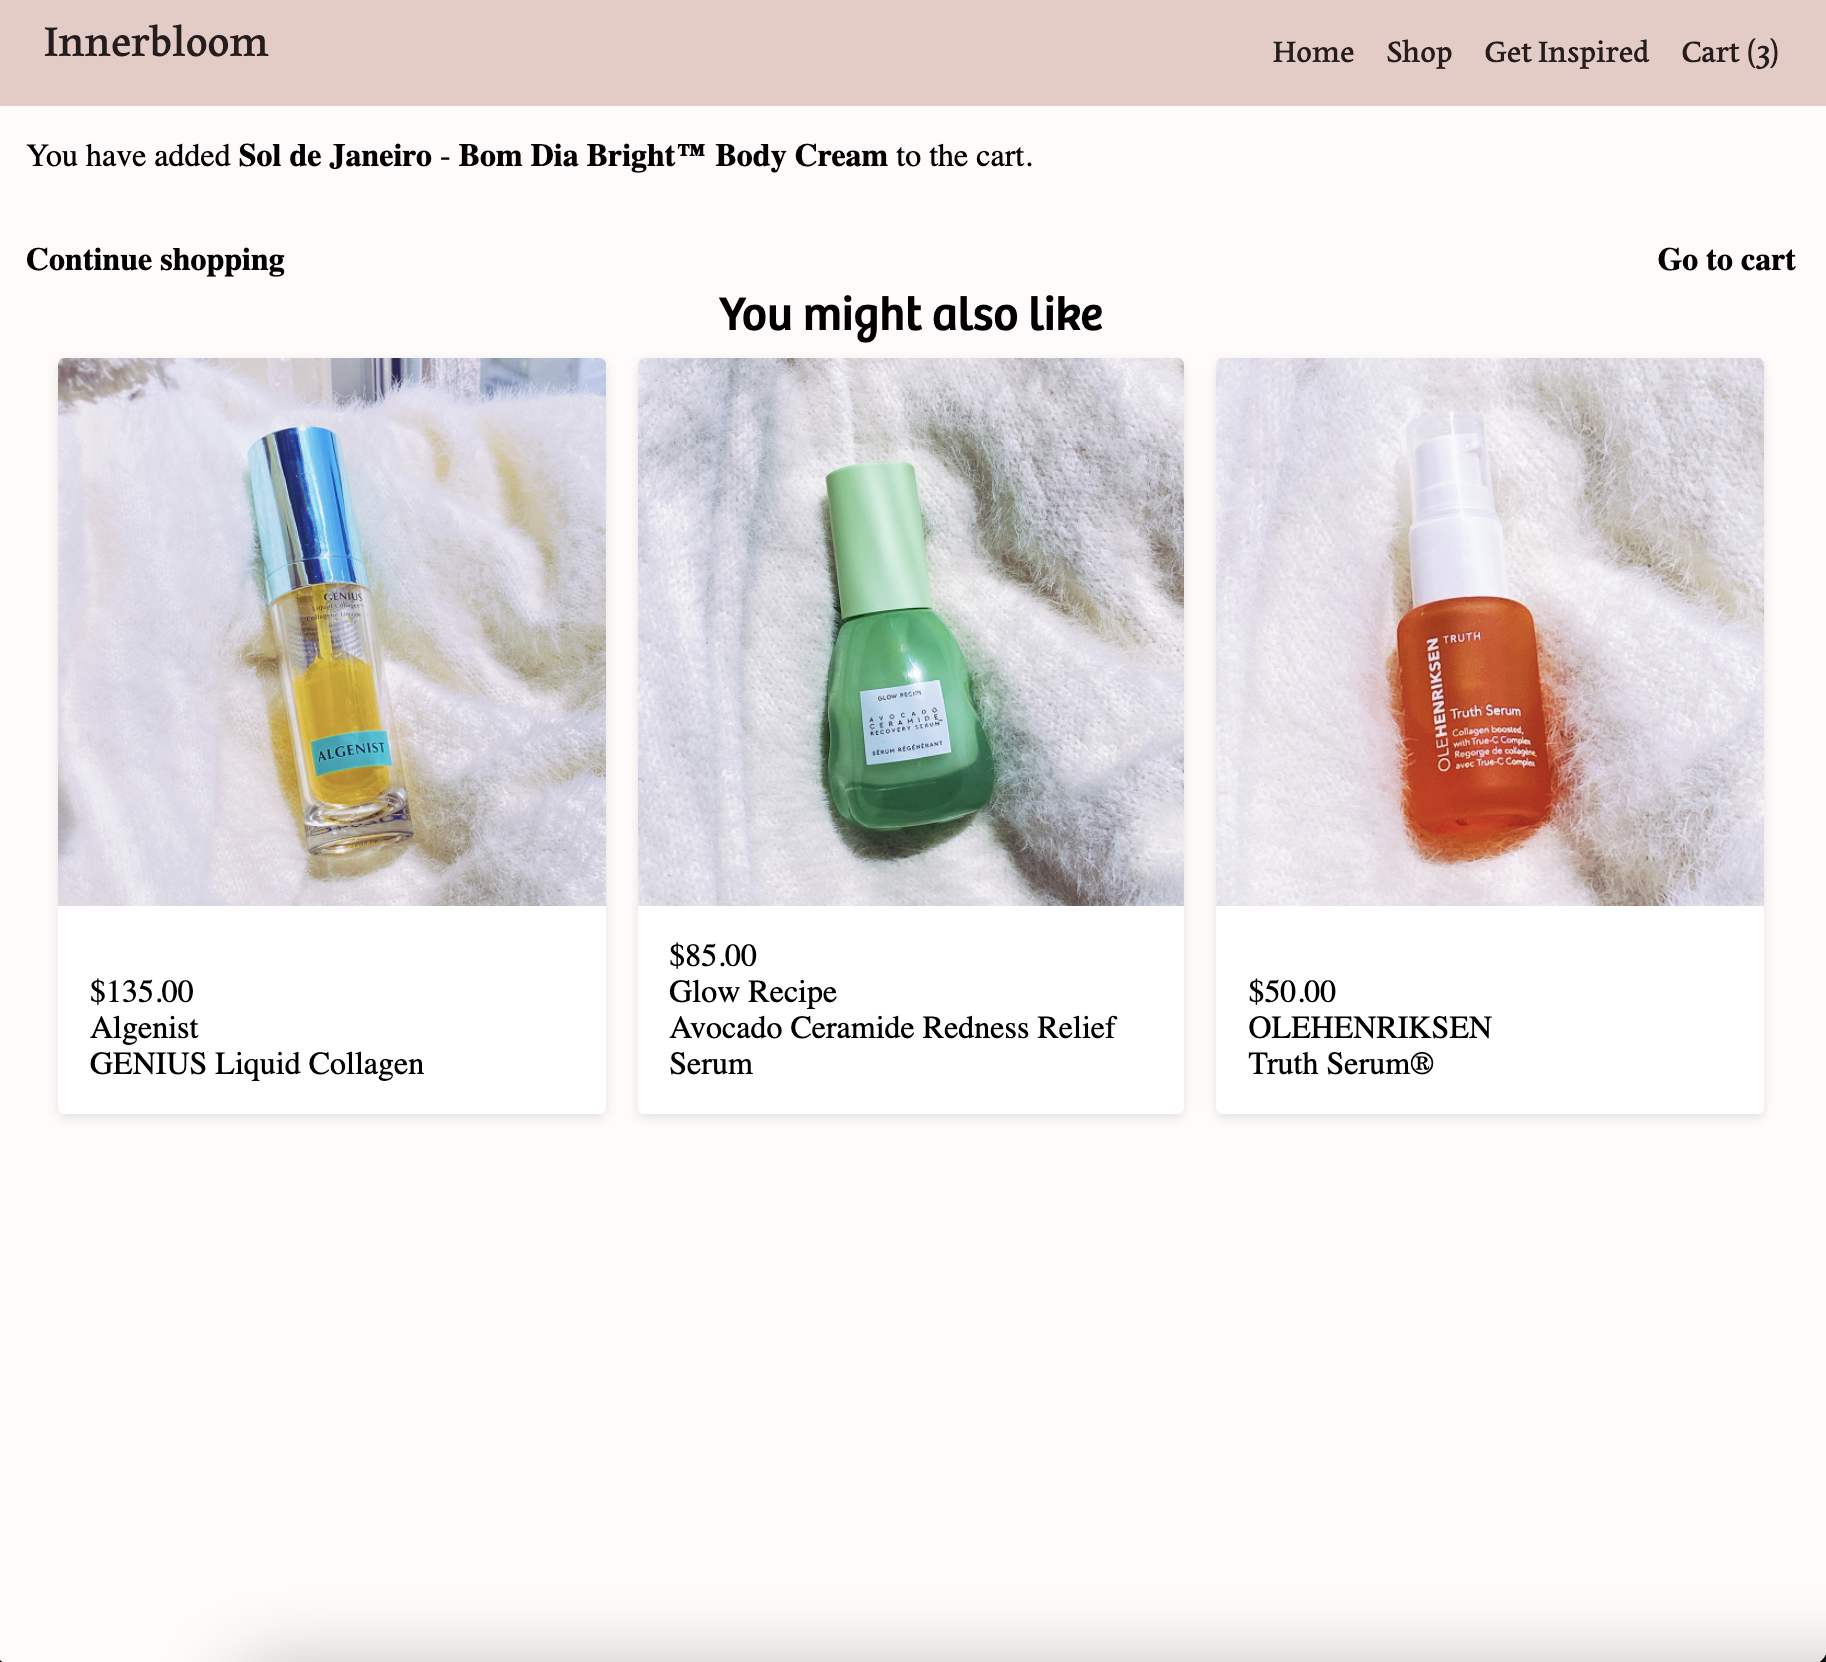 Innerbloom
Home Shop Get Inspired Cart (3)
You have added Sol de Janeiro - Bom Dia Bright™ Body Cream to the cart.
Continue shopping
Go to cart
You might also like
GENIUS
Liquid Collagen
ALGENIST
$135.00
Algenist
GENIUS Liquid Collagen
GLOW RECIPE
AVOCADO
CERAMIDE
RECOVERY SERUM
SÉRUM RÉGÉNÉRANT
$85.00
Glow Recipe
Avocado Ceramide Redness Relief
Serum
OLEHENRIKSEN
TRUTH
Truth Serum
Collagen boosted,
with True-C Complex
Regorge de collagène,
avec True-C Complex
$50.00
OLEHENRIKSEN
Truth Serum®